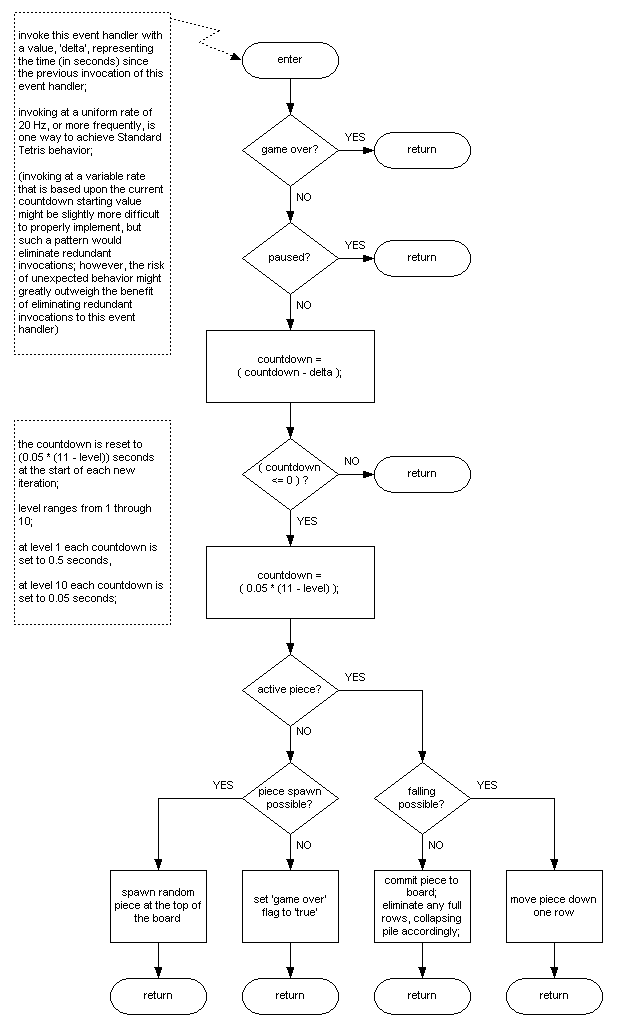 invoke this event handler with
a value, 'delta', representing
the time (in seconds) since
the previous invocation of this
event handler;
invoking at a uniform rate of
20 Hz, or more frequently, is
one way to achieve Standard
Tetris behavior;
(invoking at a variable rate
that is based upon the current
countdown starting value
might be slightly more difficult
to properly implement, but
such a pattern would
eliminate redundant
invocations; however, the risk
of unexpected behavior might
greatly outweigh the benefit
of eliminating redundant
invocations to this event
handler)
enter
game over?
YES
return
NO
paused?
YES
return
NO
countdown =
( countdown - delta );
the countdown is reset to
(0.05 * (11 - level)) seconds
at the start of each new
iteration;
level ranges from 1 through
10;
at level 1 each countdown is
set to 0.5 seconds,
at level 10 each countdown is
set to 0.05 seconds;
( countdown
<= 0 ) ?
NO
return
YES
countdown =
( 0.05 * (11 - level) );
active piece?
YES
NO
piece spawn
possible?
YES
NO
falling
possible?
YES
NO
spawn random
piece at the top of
the board
set 'game over'
flag to 'true'
commit piece to
board;
eliminate any full
rows, collapsing
pile accordingly;
move piece down
one row
return
return
return
return